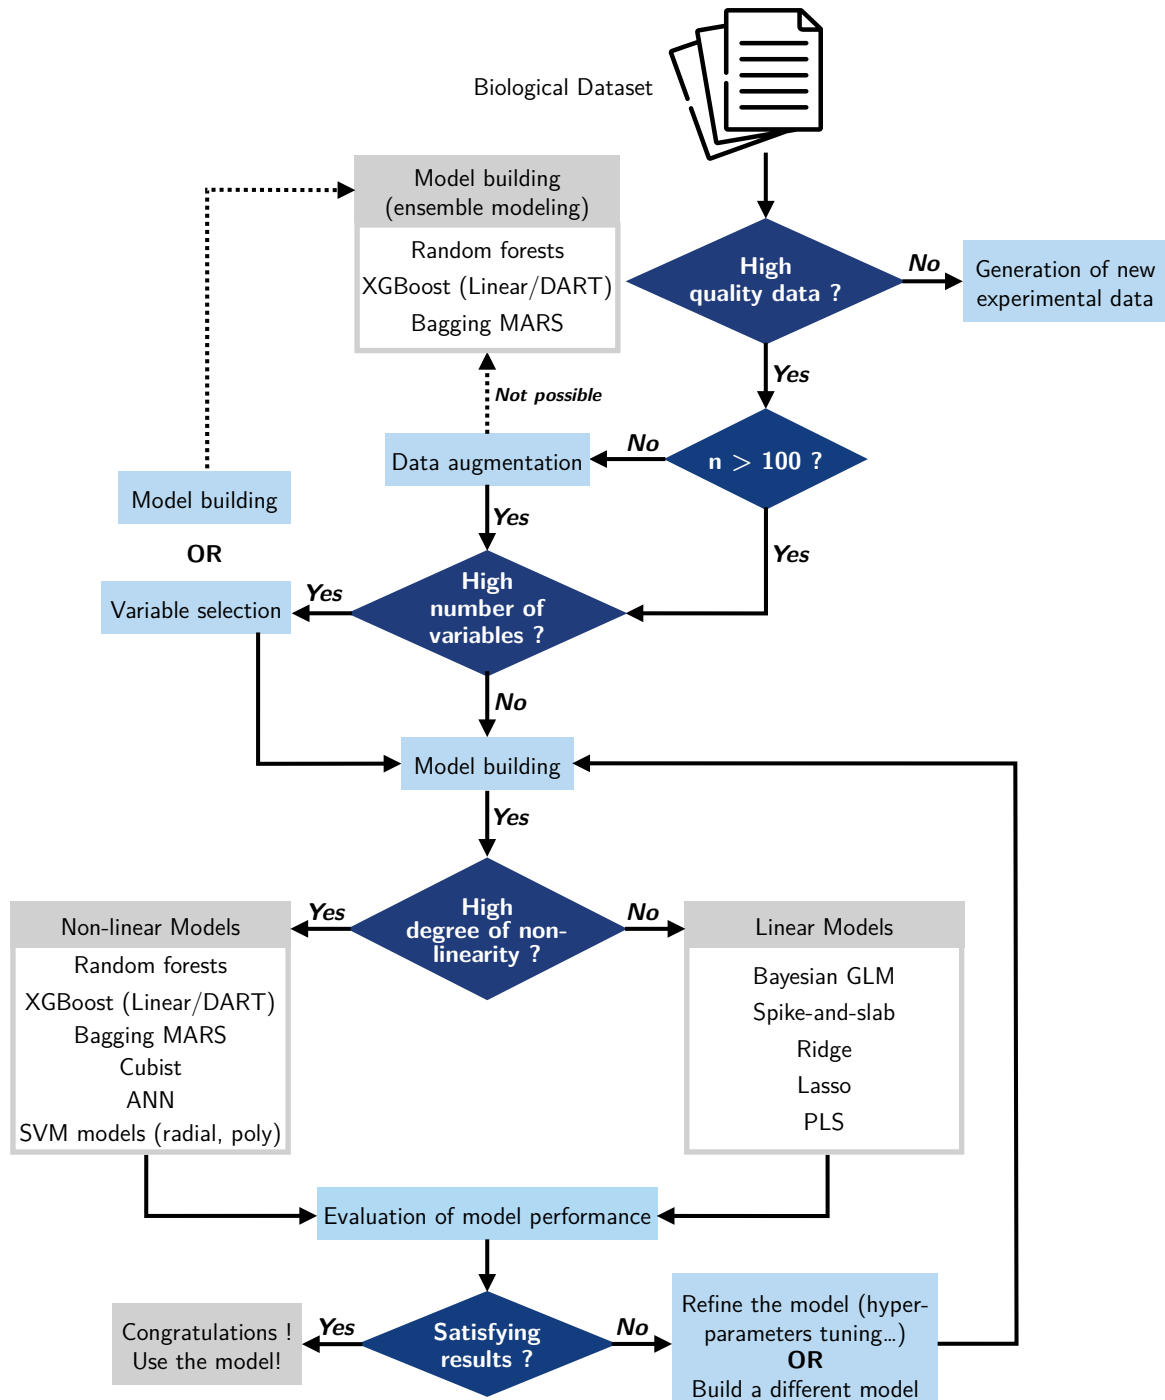 Biological Dataset
Model building
(ensemble modeling)
Random forests
XGBoost (Linear/DART)
Bagging MARS
High
quality data ?
No
Generation of new
experimental data
Yes
Not possible
n > 100 ?
No
Data augmentation
Model building
OR
Yes
Yes
Variable selection
Yes
High
number of
variables ?
No
Model building
Yes
Non-linear Models
Random forests
XGBoost (Linear/DART)
Bagging MARS
Cubist
ANN
SVM models (radial, poly)
Yes
High
degree of non-
linearity ?
No
Linear Models
Bayesian GLM
Spike-and-slab
Ridge
Lasso
PLS
Evaluation of model performance
Congratulations !
Use the model!
Yes
Satisfying
results ?
No
Refine the model (hyper-
parameters tuning…)
OR
Build a different model